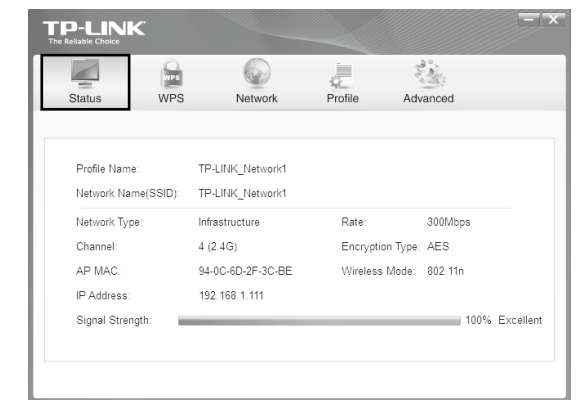 TP-LINK
The Reliable Choice
WPS
Status WPS Network Profile Advanced
Profile Name: TP-LINK_Network1
Network Name(SSID): TP-LINK_Network1
Network Type: Infrastructure Rate: 300Mbps
Channel: 4 (2.4G) Encryption Type: AES
AP MAC: 94-0C-6D-2F-3C-BE Wireless Mode: 802.11n
IP Address: 192.168.1.111
Signal Strength: 100% Excellent